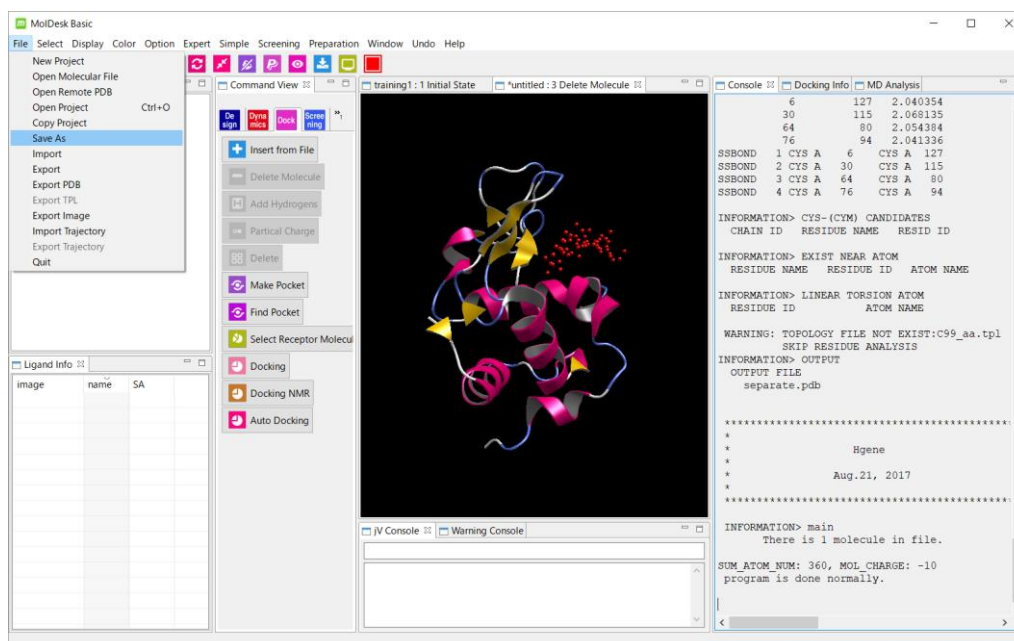 MolDesk Basic
File Select Display Color Option Expert Simple Screening Preparation Window Undo Help
New Project
Open Molecular File
Open Remote PDB
Open Project Ctrl+O
Copy Project
Save As
Import
Export
Export PDB
Export TPL
Export Image
Import Trajectory
Export Trajectory
Quit
Ligand Info
image name SA
Command View
De sign
Dyna mics
Dock
Scree ning
Insert from File
Delete Molecule
Add Hydrogens
Partical Charge
Delete
Make Pocket
Find Pocket
Select Receptor Molecul
Docking
Docking NMR
Auto Docking
training1 : 1 Initial State
*untitled : 3 Delete Molecule
jV Console
Warning Console
Console
Docking Info
MD Analysis
6 127 2.040354
30 115 2.068135
64 80 2.054384
76 94 2.041336
SSBOND 1 CYS A 6 CYS A 127
SSBOND 2 CYS A 30 CYS A 115
SSBOND 3 CYS A 64 CYS A 80
SSBOND 4 CYS A 76 CYS A 94
INFORMATION> CYS-(CYM) CANDIDATES
CHAIN ID RESIDUE NAME RESID ID
INFORMATION> EXIST NEAR ATOM
RESIDUE NAME RESIDUE ID ATOM NAME
INFORMATION> LINEAR TORSION ATOM
RESIDUE ID ATOM NAME
WARNING: TOPOLOGY FILE NOT EXIST:C99_aa.tpl
SKIP RESIDUE ANALYSIS
INFORMATION> OUTPUT
OUTPUT FILE
separate.pdb
*********************************************
*
* Hgene
*
* Aug.21, 2017
*
*********************************************
INFORMATION> main
There is 1 molecule in file.
SUM_ATOM_NUM: 360, MOL_CHARGE: -10
program is done normally.